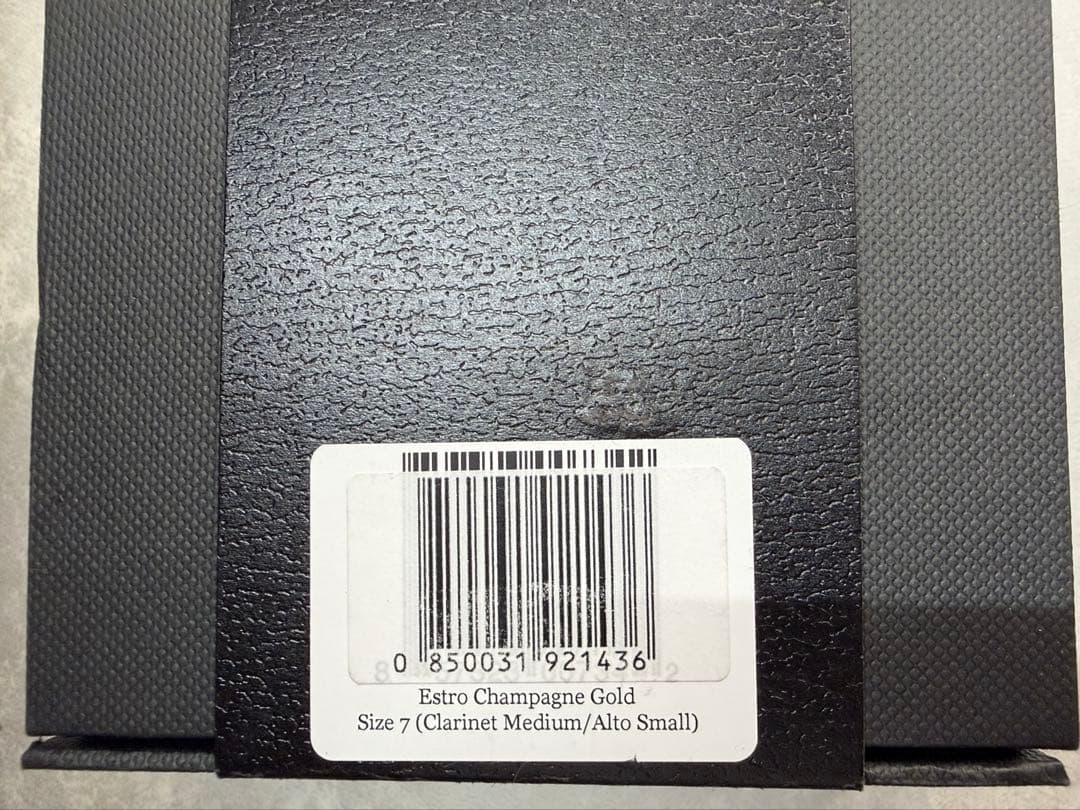 0 850031 921436
Estro Champagne Gold
Size 7 (Clarinet Medium/Alto Small)